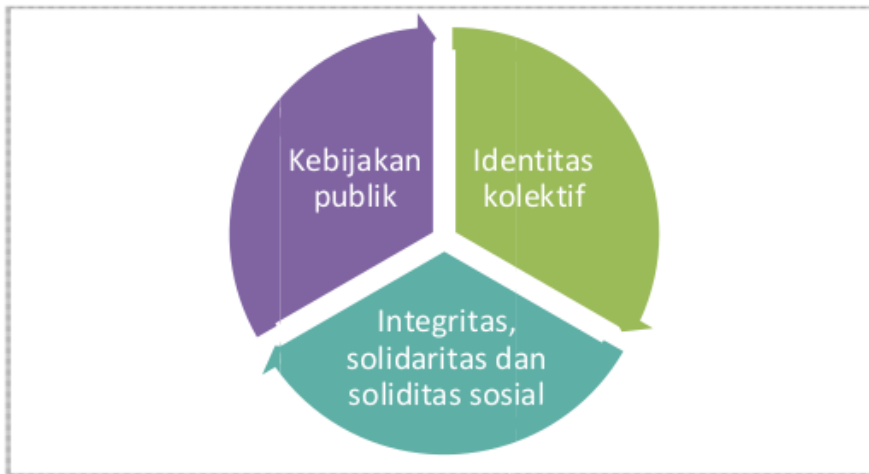 Kebijakan
publik
Identitas
kolektif
Integritas,
solidaritas dan
soliditas sosial